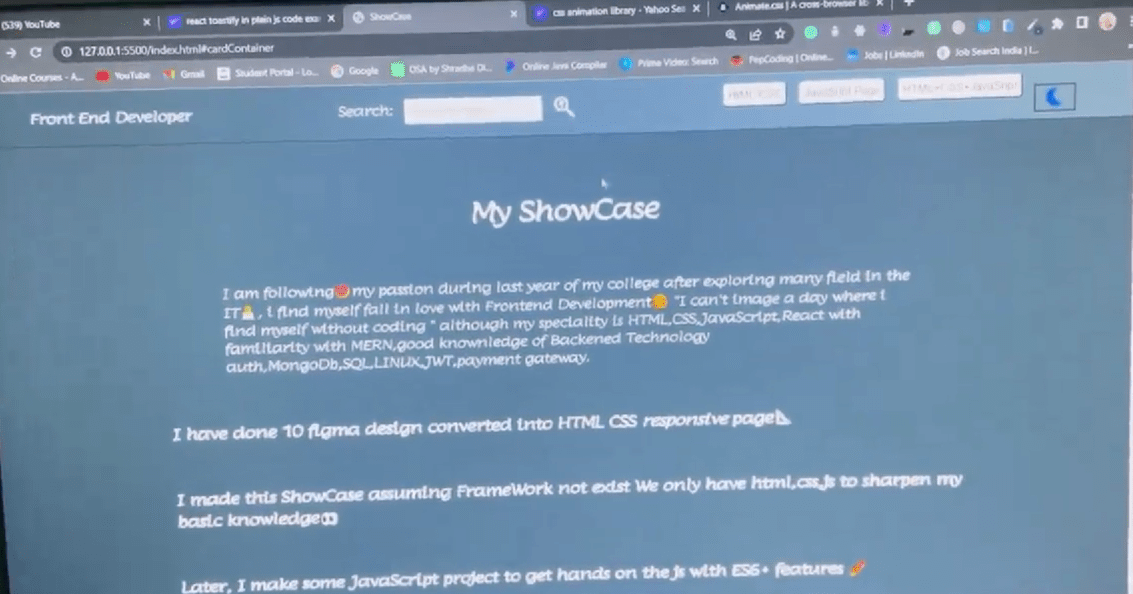 (539) YouTube
react toastify in plain js code exa
ShowCase
css animation library - Yahoo Sea
Animate.css | A cross-browser lib
127.0.0.1:5500/index.html#cardContainer
Online Courses - A...
YouTube
Gmail
Student Portal - Lo...
Google
DSA by Shradha Di...
Online Java Compiler
Prime Video: Search
PepCoding | Online...
Jobs | LinkedIn
Job Search India | I...
Front End Developer
Search:
HTML+CSS+JavaSript
My ShowCase
I am following😍my passion during last year of my college after exploring many field in the
IT, i find myself fall in love with Frontend Development "I can't image a day where i
find myself without coding " although my speciality is HTML,CSS,JavaScript,React with
familitarity with MERN,good knownledge of Backened Technology
auth,MongoDb,SQL,LINUX,JWT,payment gateway.
I have done 10 figma design converted into HTML CSS responsive page
I made this ShowCase assuming FrameWork not exist We only have html,css,js to sharpen my
basic knowledge
Later, I make some JavaScript project to get hands on the js with ES6+ features